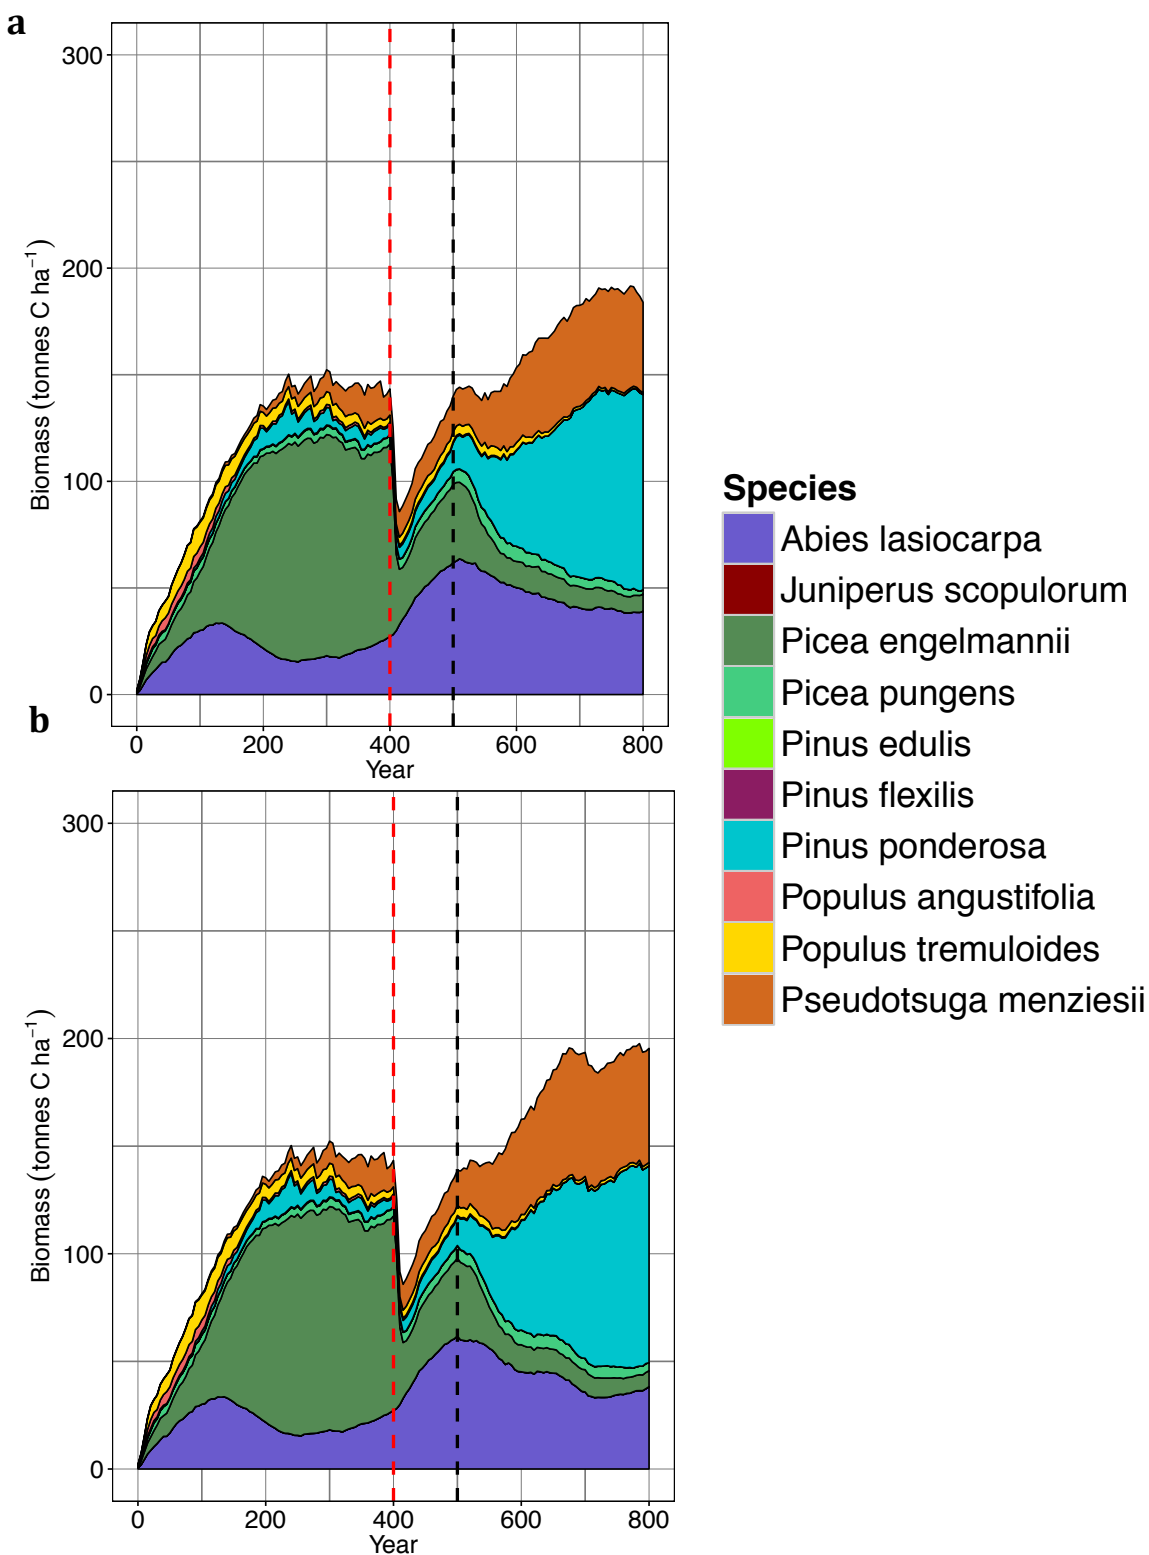 a
300
200
100
0
Biomass (tonnes C ha⁻¹)
0 200 400 600 800
Year
b
300
200
100
0
Biomass (tonnes C ha⁻¹)
0 200 400 600 800
Year
Species
Abies lasiocarpa
Juniperus scopulorum
Picea engelmannii
Picea pungens
Pinus edulis
Pinus flexilis
Pinus ponderosa
Populus angustifolia
Populus tremuloides
Pseudotsuga menziesii